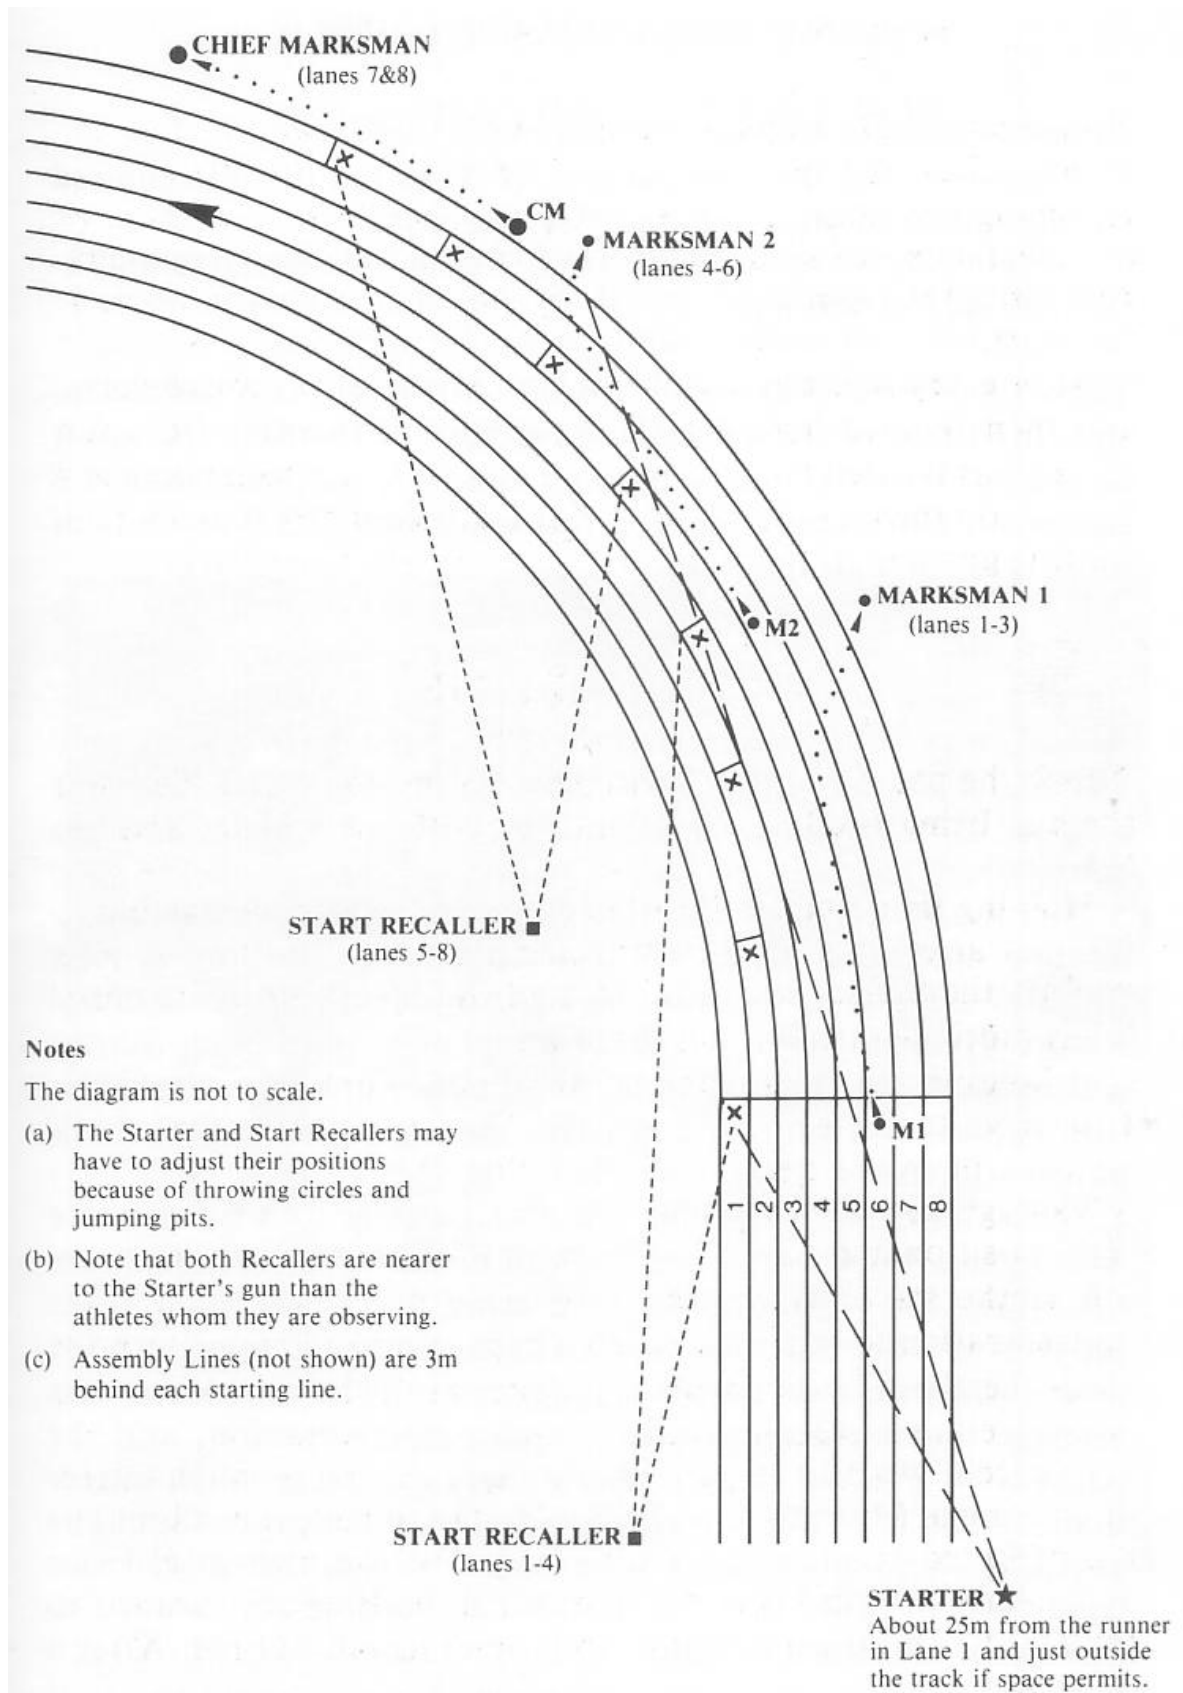 CHIEF MARKSMAN
(lanes 7&8)
CM
MARKSMAN 2
(lanes 4-6)
MARKSMAN 1
(lanes 1-3)
M2
START RECALLER
(lanes 5-8)
Notes
The diagram is not to scale.
(a) The Starter and Start Recallers may
have to adjust their positions
because of throwing circles and
jumping pits.
(b) Note that both Recallers are nearer
to the Starter's gun than the
athletes whom they are observing.
(c) Assembly Lines (not shown) are 3m
behind each starting line.
M1
1 2 3 4 5 6 7 8
START RECALLER
(lanes 1-4)
STARTER
About 25m from the runner
in Lane 1 and just outside
the track if space permits.